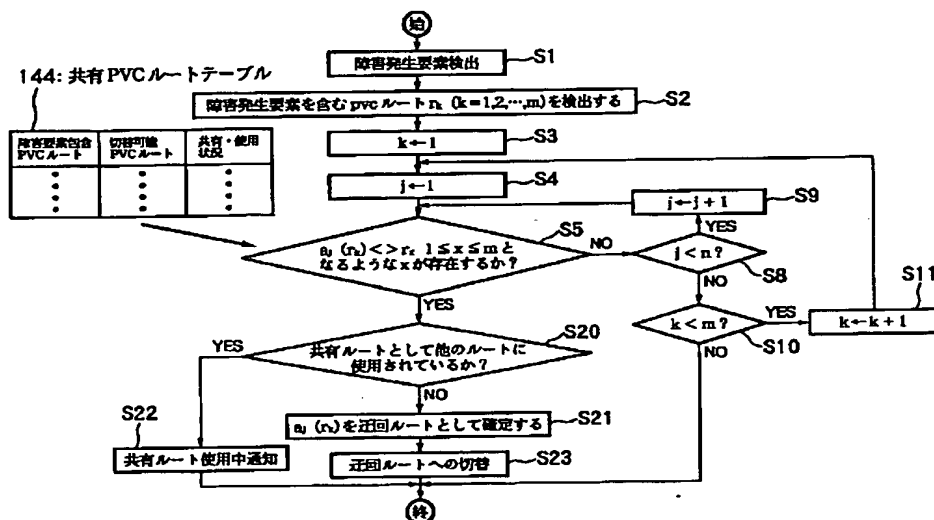 始
障害発生要素検出
S1
144: 共有PVCルートテーブル
障害発生要素を含むpvcルートrk (k=1,2,…,m)を検出する
S2
障害要素包含
PVCルート
切替可能
PVCルート
共有・使用
状況
k←1
S3
j←1
S4
j←j+1
S9
YES
aj (rk)<>rx 1≤x≤mと
なるようなxが存在するか?
S5
NO
j<n?
S8
NO
YES
k<m?
S10
YES
k←k+1
S11
NO
共有ルートとして他のルートに
使用されているか?
S20
YES
NO
aj (rk)を迂回ルートとして確定する
S21
S22
共有ルート使用中通知
迂回ルートへの切替
S23
終